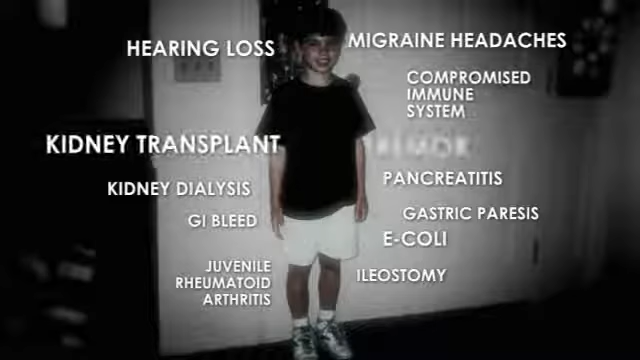 HEARING LOSS
MIGRAINE HEADACHES
COMPROMISED
IMMUNE
SYSTEM
KIDNEY TRANSPLANT
TREMOR
PANCREATITIS
KIDNEY DIALYSIS
GASTRIC PARESIS
GI BLEED
E-COLI
JUVENILE
RHEUMATOID
ARTHRITIS
ILEOSTOMY